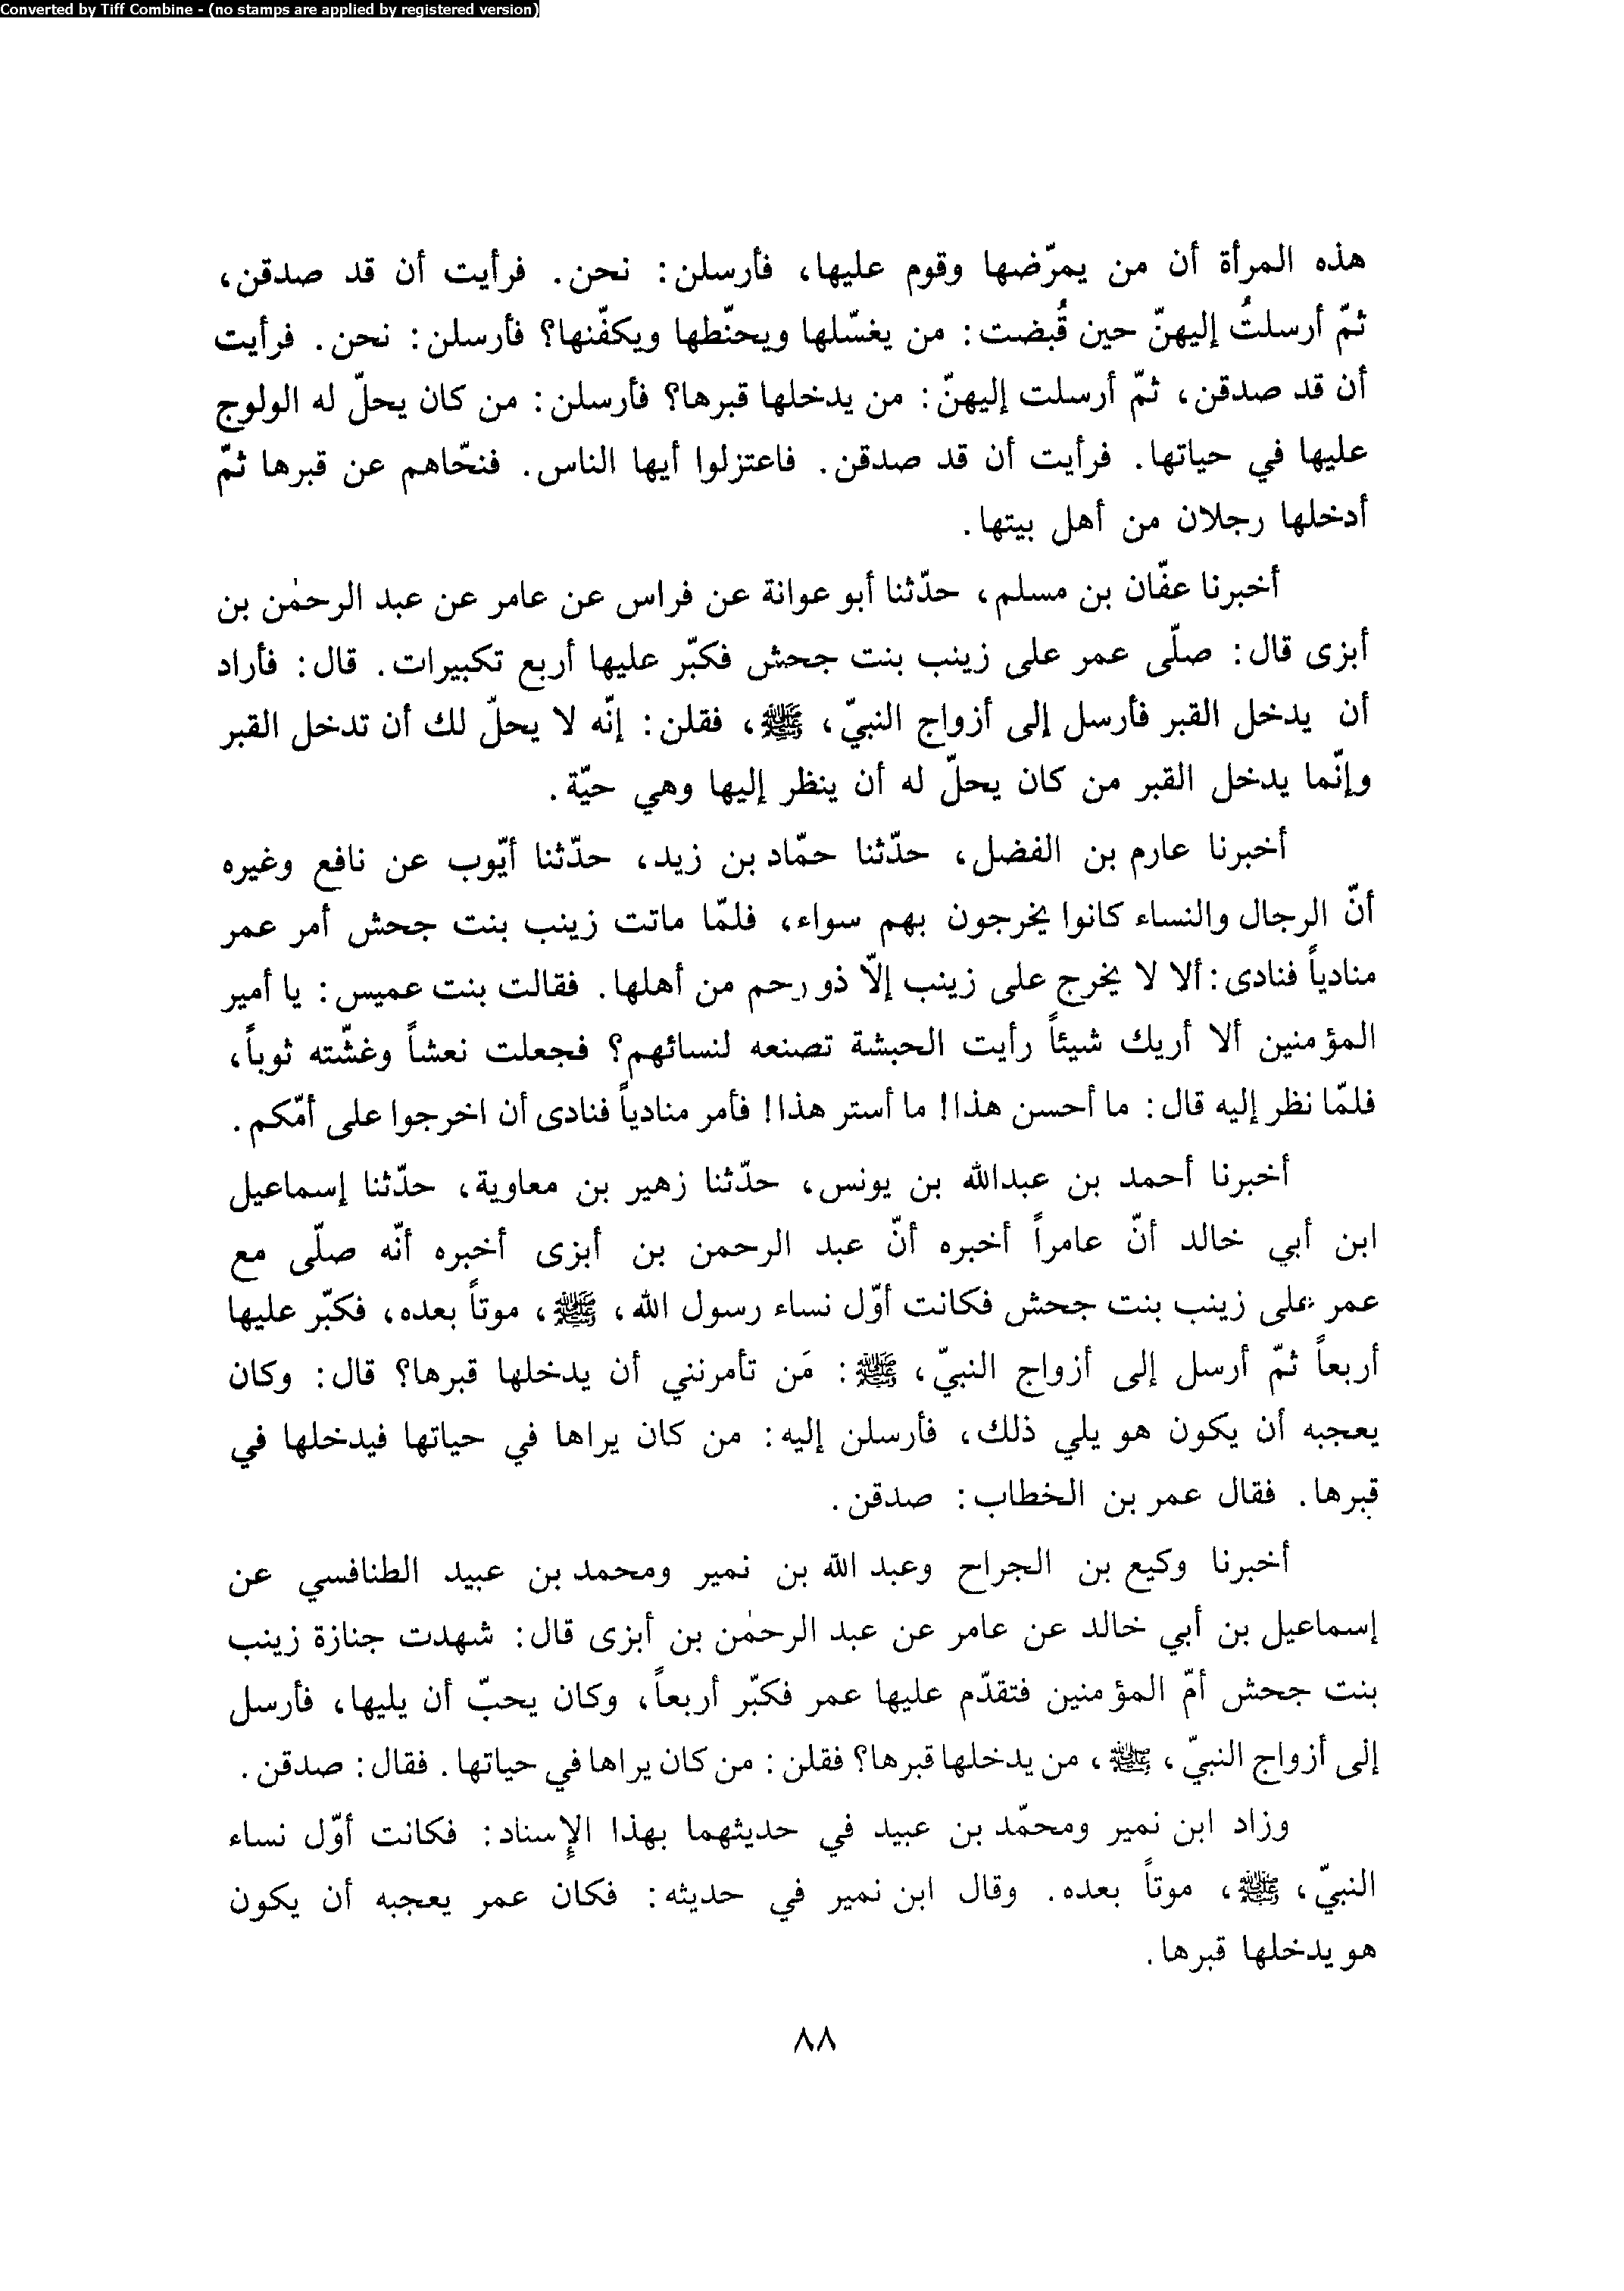 Converted by Tiff Combine - (no stamps are applied by registered version)
هذه المرأة أن من يمرّضها وقوم عليها، فأرسلن: نحن. فرأيت أن قد صدقن،
ثمّ أرسلتُ إليهنّ حين قُبضت: من يغسّلها ويحنّطها ويكفّنها؟ فأرسلن: نحن. فرأيت
أن قد صدقن، ثمّ أرسلت إليهنّ: من يدخلها قبرها؟ فأرسلن: من كان يحلّ له الولوج
عليها في حياتها. فرأيت أن قد صدقن. فاعتزلوا أيها الناس. فنحّاهم عن قبرها ثمّ
أدخلها رجلان من أهل بيتها.
أخبرنا عفّان بن مسلم، حدّثنا أبو عوانة عن فراس عن عامر عن عبد الرحمٰن بن
أبزى قال: صلّى عمر على زينب بنت جحش فكبّر عليها أربع تكبيرات. قال: فأراد
أن يدخل القبر فأرسل إلى أزواج النبيّ، ﷺ، فقلن: إنّه لا يحلّ لك أن تدخل القبر
وإنّما يدخل القبر من كان يحلّ له أن ينظر إليها وهي حيّة.
أخبرنا عارم بن الفضل، حدّثنا حمّاد بن زيد، حدّثنا أيّوب عن نافع وغيره
أنّ الرجال والنساء كانوا يخرجون بهم سواء، فلمّا ماتت زينب بنت جحش أمر عمر
منادياً فنادى: ألا لا يخرج على زينب إلاّ ذو رحم من أهلها. فقالت بنت عميس: يا أمير
المؤمنين ألا أريك شيئاً رأيت الحبشة تصنعه لنسائهم؟ فجعلت نعشاً وغشّته ثوباً،
فلمّا نظر إليه قال: ما أحسن هذا! ما أستر هذا! فأمر منادياً فنادى أن اخرجوا على أمّكم.
أخبرنا أحمد بن عبدالله بن يونس، حدّثنا زهير بن معاوية، حدّثنا إسماعيل
ابن أبي خالد أنّ عامراً أخبره أنّ عبد الرحمن بن أبزى أخبره أنّه صلّى مع
عمر على زينب بنت جحش فكانت أوّل نساء رسول الله، ﷺ، موتاً بعده، فكبّر عليها
أربعاً ثمّ أرسل إلى أزواج النبيّ، ﷺ: مَن تأمرنني أن يدخلها قبرها؟ قال: وكان
يعجبه أن يكون هو يلي ذلك، فأرسلن إليه: من كان يراها في حياتها فيدخلها في
قبرها. فقال عمر بن الخطاب: صدقن.
أخبرنا وكيع بن الجراح وعبد الله بن نمير ومحمد بن عبيد الطنافسي عن
إسماعيل بن أبي خالد عن عامر عن عبد الرحمٰن بن أبزى قال: شهدت جنازة زينب
بنت جحش أمّ المؤمنين فتقدّم عليها عمر فكبّر أربعاً، وكان يحبّ أن يليها، فأرسل
إلى أزواج النبيّ، ﷺ، من يدخلها قبرها؟ فقلن: من كان يراها في حياتها. فقال: صدقن.
وزاد ابن نمير ومحمّد بن عبيد في حديثهما بهذا الإِسناد: فكانت أوّل نساء
النبيّ، ﷺ، موتاً بعده. وقال ابن نمير في حديثه: فكان عمر يعجبه أن يكون
هو يدخلها قبرها.
٨٨